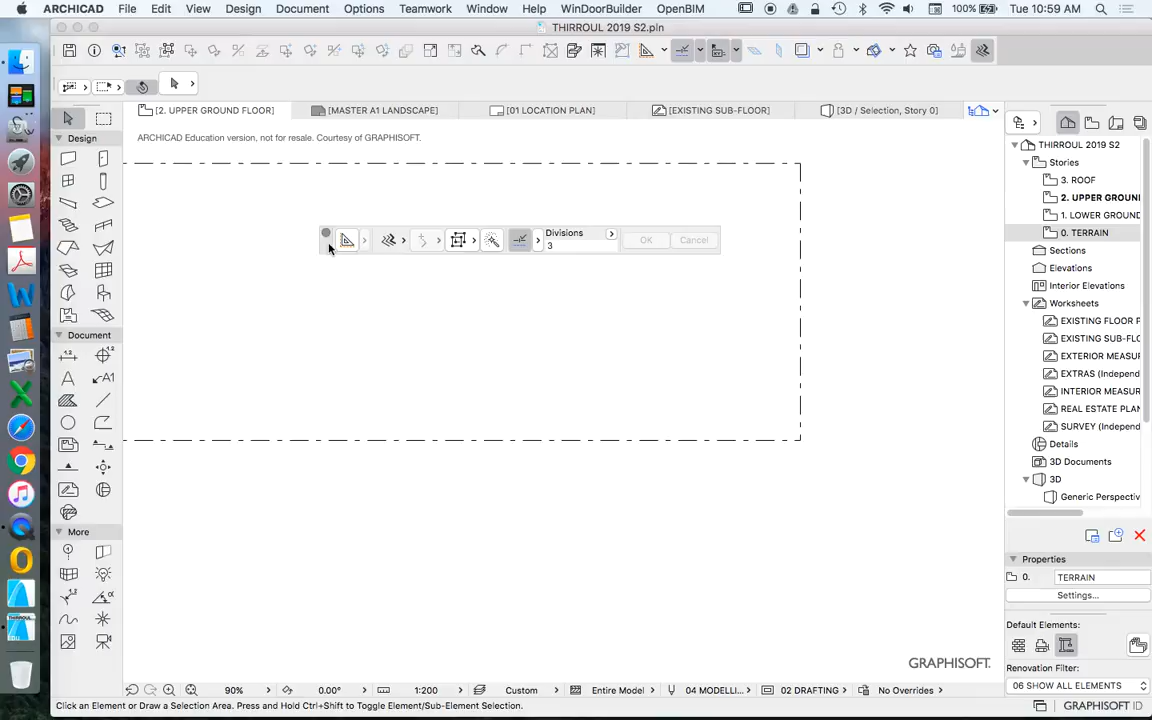 ARCHICAD File Edit View Design Document Options Teamwork Window WinDoorBuilder OpenBIM 100% Tue 10:59 AM
THIRROUL 2019 S2.pln
[2. UPPER GROUND FLOOR] [MASTER A1 LANDSCAPE] [01 LOCATION PLAN] [EXISTING SUB-FLOOR] [3D / Selection, Story 0]
ARCHICAD Education version, not for resale. Courtesy of GRAPHISOFT.
Design
Document
1.2
A
A1
More
1.2
Divisions
3
OK Cancel
THIRROUL 2019 S2
Stories
3. ROOF
2. UPPER GROUN
1. LOWER GROUND
0. TERRAIN
Sections
Elevations
Interior Elevations
Worksheets
EXISTING FLOOR P
EXISTING SUB-FL
EXTERIOR MEASUR
EXTRAS (Indepen
INTERIOR MEASUR
REAL ESTATE PLAN
SURVEY (Independ
Details
3D Documents
3D
Generic Perspectiv
Properties
0. TERRAIN
Settings...
Default Elements:
Renovation Filter:
06 SHOW ALL ELEMENTS
GRAPHISOFT.
90% 0.00° 1:200 Custom Entire Model 04 MODELLI... 02 DRAFTING No Overrides
Click an Element or Draw a Selection Area. Press and Hold Ctrl+Shift to Toggle Element/Sub-Element Selection.
GRAPHISOFT ID